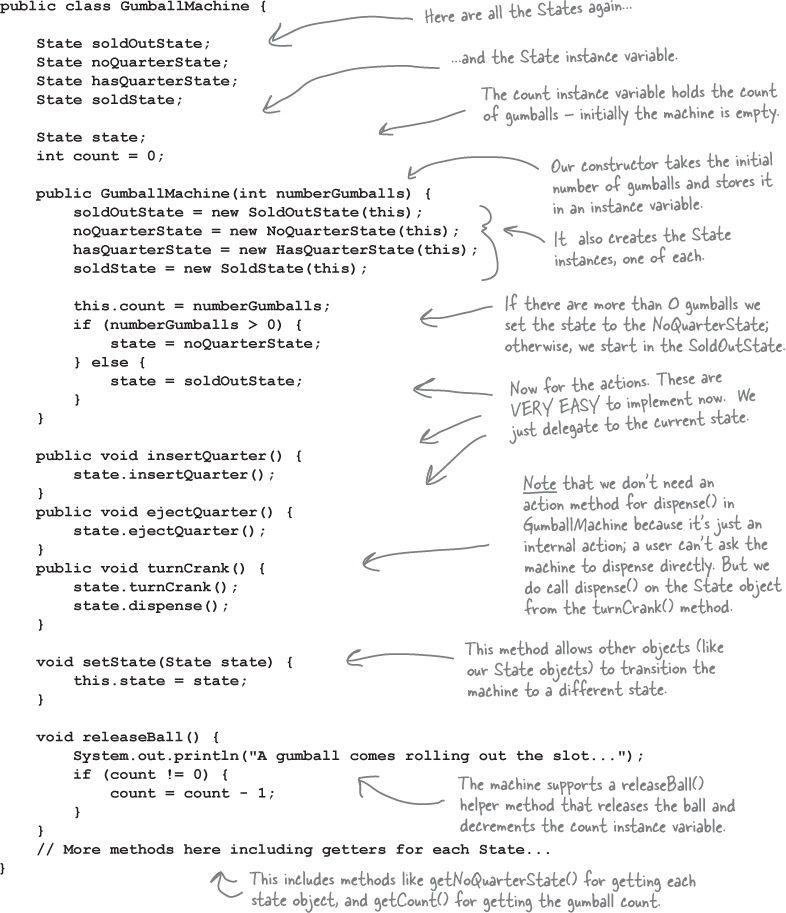 public class GumballMachine {
Here are all the States again...
State soldOutState;
State noQuarterState;
State hasQuarterState;
State soldState;
...and the State instance variable.
The count instance variable holds the count
of gumballs – initially the machine is empty.
State state;
int count = 0;
Our constructor takes the initial
number of gumballs and stores it
in an instance variable.
public GumballMachine(int numberGumballs) {
soldOutState = new SoldOutState(this);
noQuarterState = new NoQuarterState(this);
hasQuarterState = new HasQuarterState(this);
soldState = new SoldState(this);
It also creates the State
instances, one of each.
this.count = numberGumballs;
if (numberGumballs > 0) {
state = noQuarterState;
} else {
state = soldOutState;
}
}
If there are more than 0 gumballs we
set the state to the NoQuarterState;
otherwise, we start in the SoldOutState.
Now for the actions. These are
VERY EASY to implement now. We
just delegate to the current state.
public void insertQuarter() {
state.insertQuarter();
}
public void ejectQuarter() {
state.ejectQuarter();
}
public void turnCrank() {
state.turnCrank();
state.dispense();
}
Note that we don't need an
action method for dispense() in
GumballMachine because it's just an
internal action; a user can't ask the
machine to dispense directly. But we
do call dispense() on the State object
from the turnCrank() method.
void setState(State state) {
this.state = state;
}
This method allows other objects (like
our State objects) to transition the
machine to a different state.
void releaseBall() {
System.out.println("A gumball comes rolling out the slot...");
if (count != 0) {
count = count - 1;
}
}
The machine supports a releaseBall()
helper method that releases the ball and
decrements the count instance variable.
// More methods here including getters for each State...
}
This includes methods like getNoQuarterState() for getting each
state object, and getCount() for getting the gumball count.